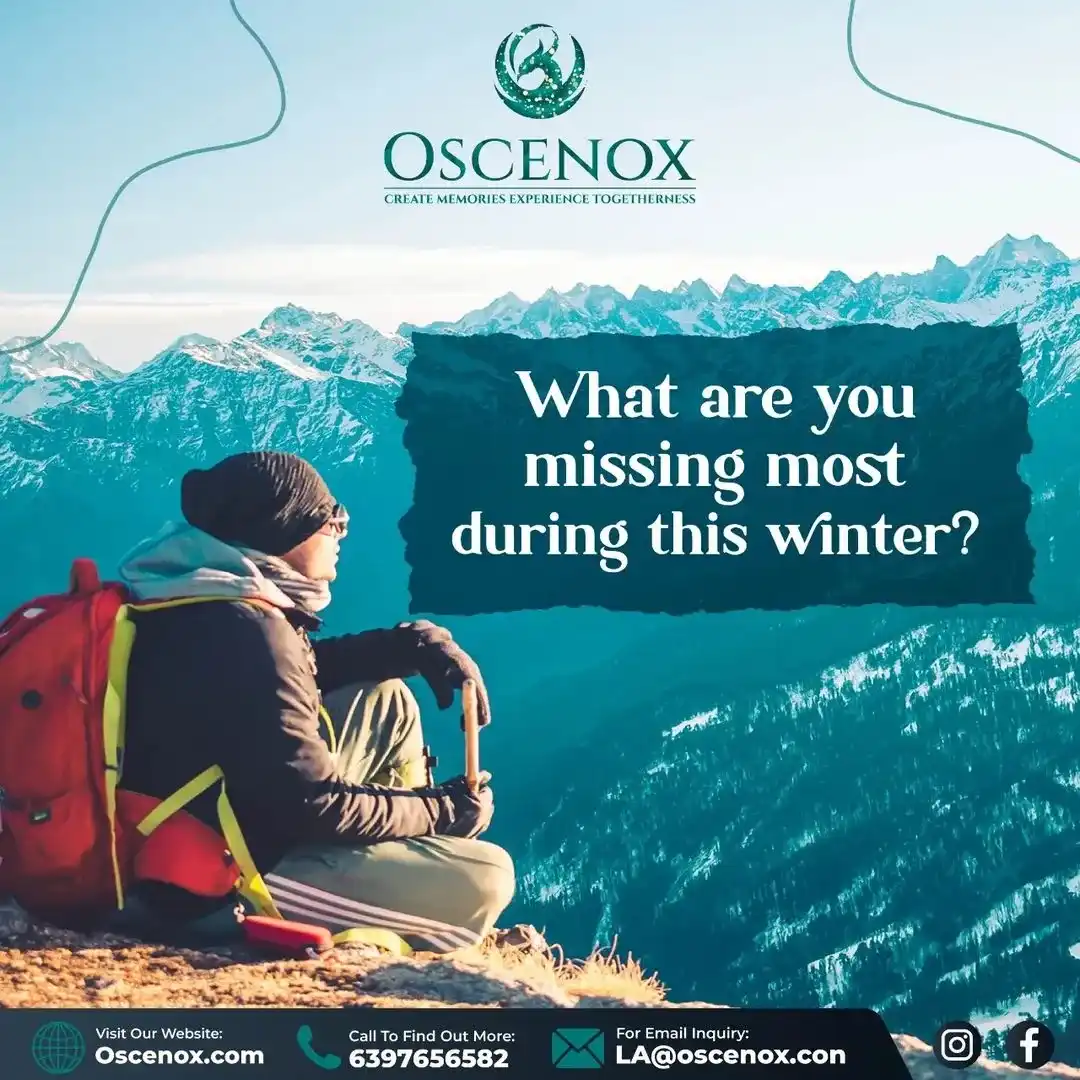 OSCENOX
CREATE MEMORIES EXPERIENCE TOGETHERNESS
What are you
missing most
during this winter?
Visit Our Website:
Oscenox.com
Call To Find Out More:
6397656582
For Email Inquiry:
LA@oscenox.con